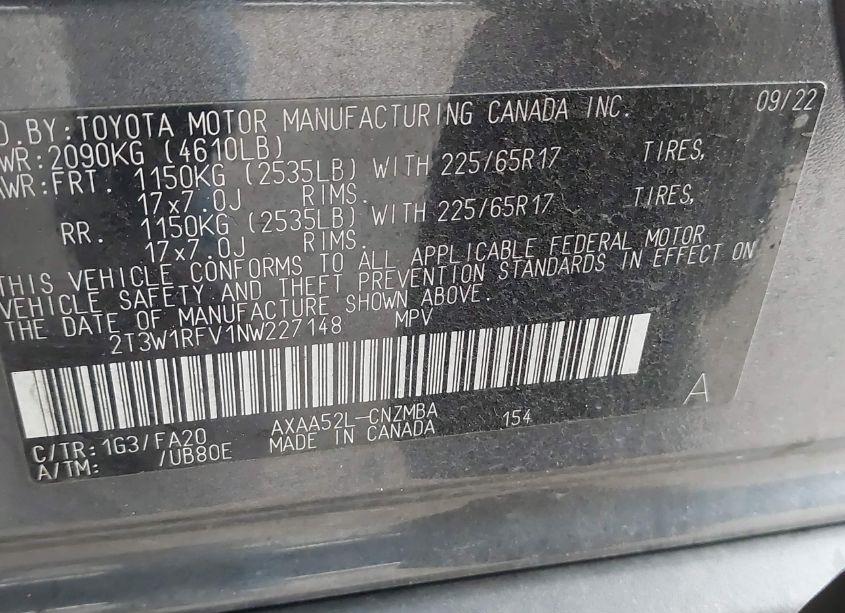 D.BY:TOYOTA MOTOR MANUFACTURING CANADA INC. 09/22
WR:2090KG (4610LB)
AWR:FRT. 1150KG (2535LB) WITH 225/65R17 TIRES,
17x7.0J RIMS.
RR. 1150KG (2535LB) WITH 225/65R17 TIRES,
17x7.0J RIMS.
THIS VEHICLE CONFORMS TO ALL APPLICABLE FEDERAL MOTOR
VEHICLE SAFETY AND THEFT PREVENTION STANDARDS IN EFFECT ON
THE DATE OF MANUFACTURE SHOWN ABOVE.
2T3W1RFV1NW227148 MPV
A
C/TR:1G3/FA20 AXAA52L-CNZMBA 154
A/TM: /UB80E MADE IN CANADA